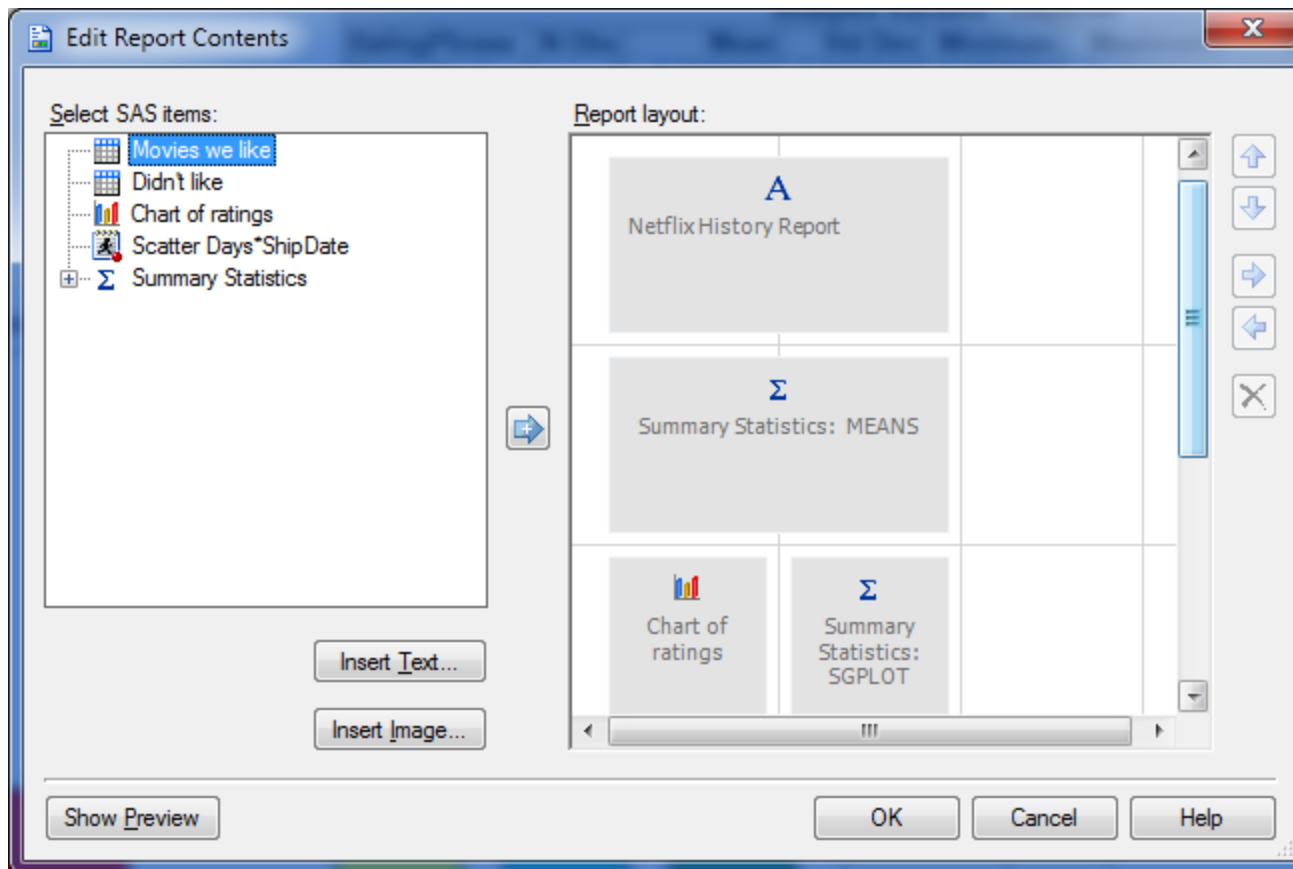 Edit Report Contents
Select SAS items:
Movies we like
Didn't like
Chart of ratings
Scatter Days*ShipDate
Summary Statistics
Insert Text...
Insert Image...
Report layout:
A
Netflix History Report
Σ
Summary Statistics: MEANS
Chart of
ratings
Σ
Summary
Statistics:
SGPLOT
Show Preview
OK
Cancel
Help